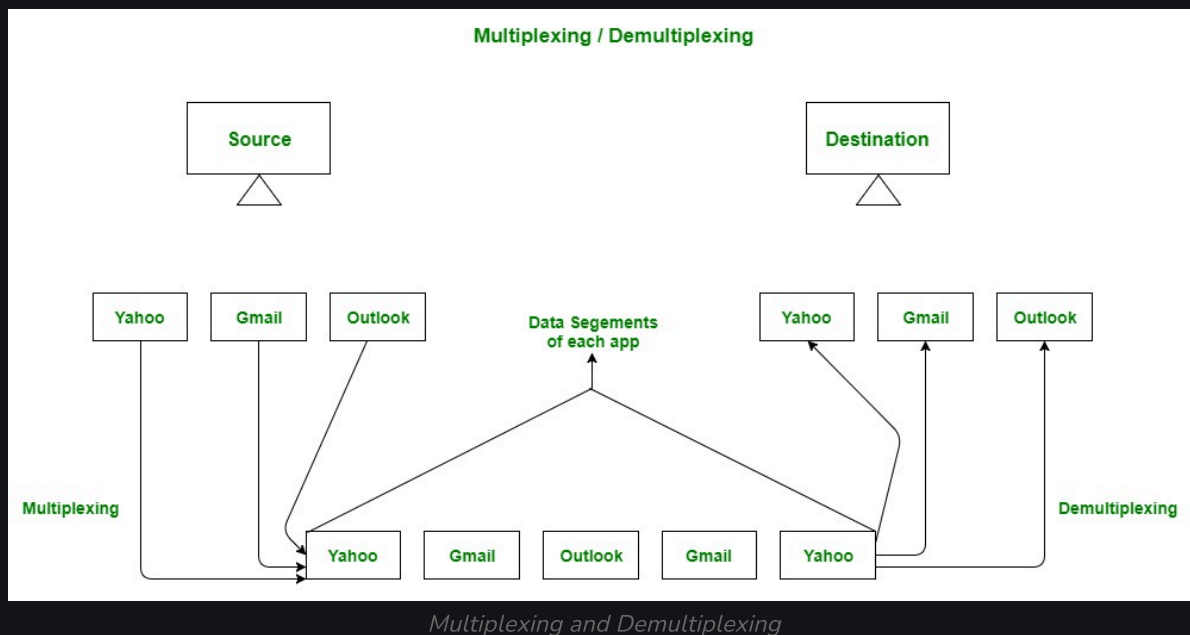 Multiplexing / Demultiplexing
Source
Destination
Yahoo
Gmail
Outlook
Data Segements
of each app
Yahoo
Gmail
Outlook
Multiplexing
Demultiplexing
Yahoo
Gmail
Outlook
Gmail
Yahoo
Multiplexing and Demultiplexing